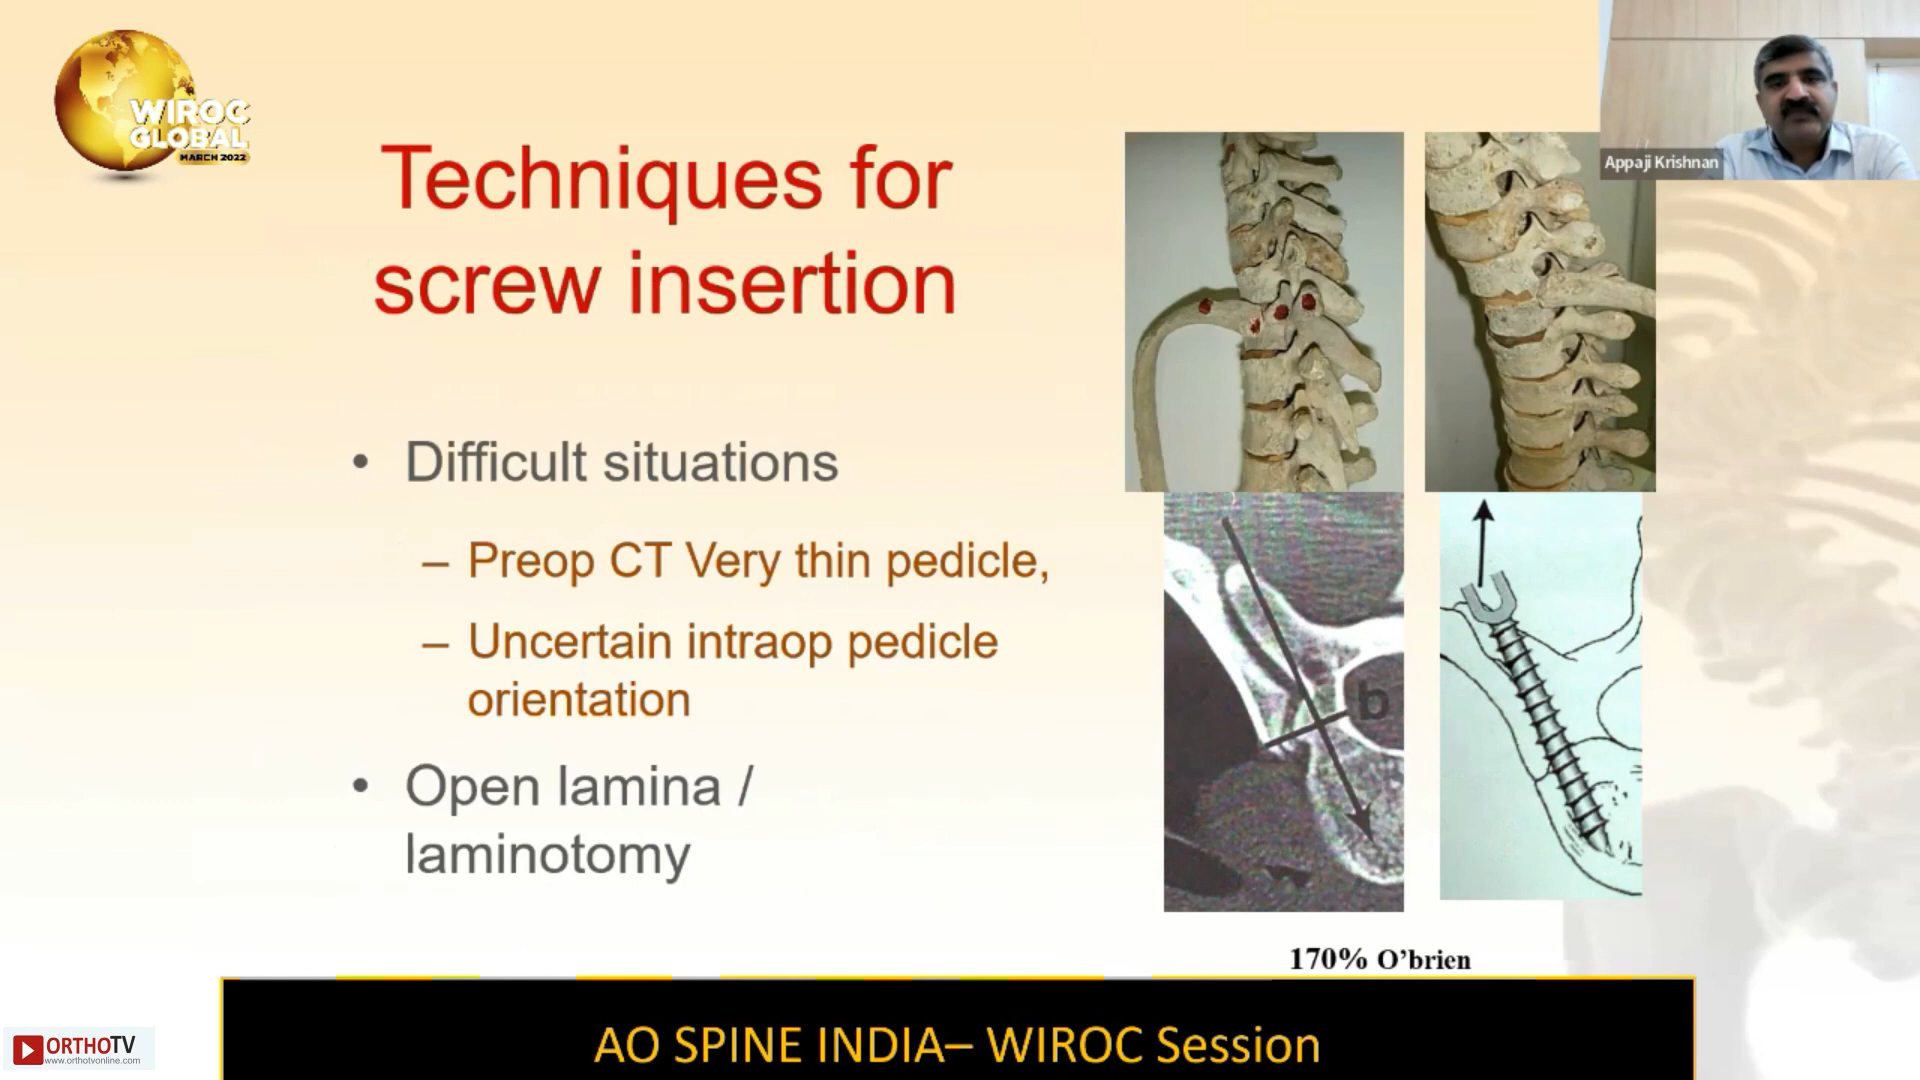 WIROC
GLOBAL
MARCH 2022
Appaji Krishnan
Techniques for
screw insertion
• Difficult situations
– Preop CT Very thin pedicle,
– Uncertain intraop pedicle
orientation
• Open lamina /
laminotomy
b
170% O’brien
AO SPINE INDIA– WIROC Session
ORTHOTV
www.orthotvonline.com